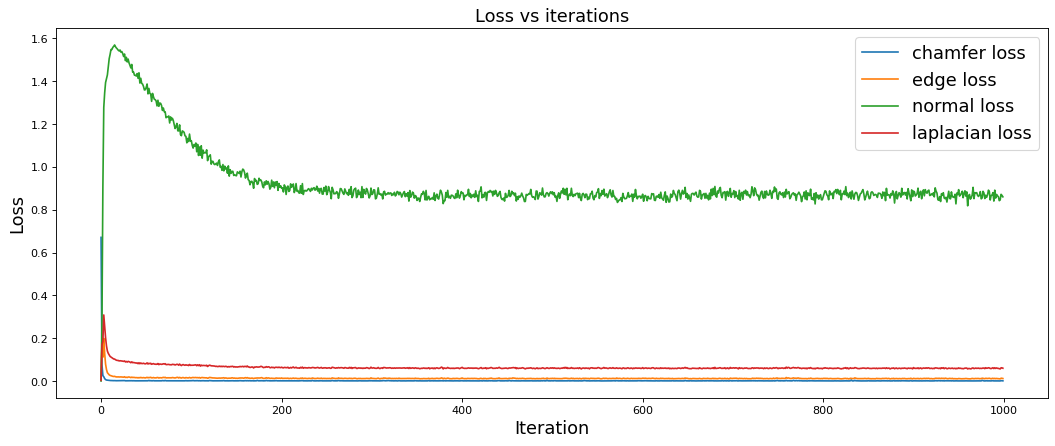 Loss vs iterations
1.6
1.4
1.2
1.0
0.8
0.6
0.4
0.2
0.0
Loss
chamfer loss
edge loss
normal loss
laplacian loss
0
200
400
600
800
1000
Iteration